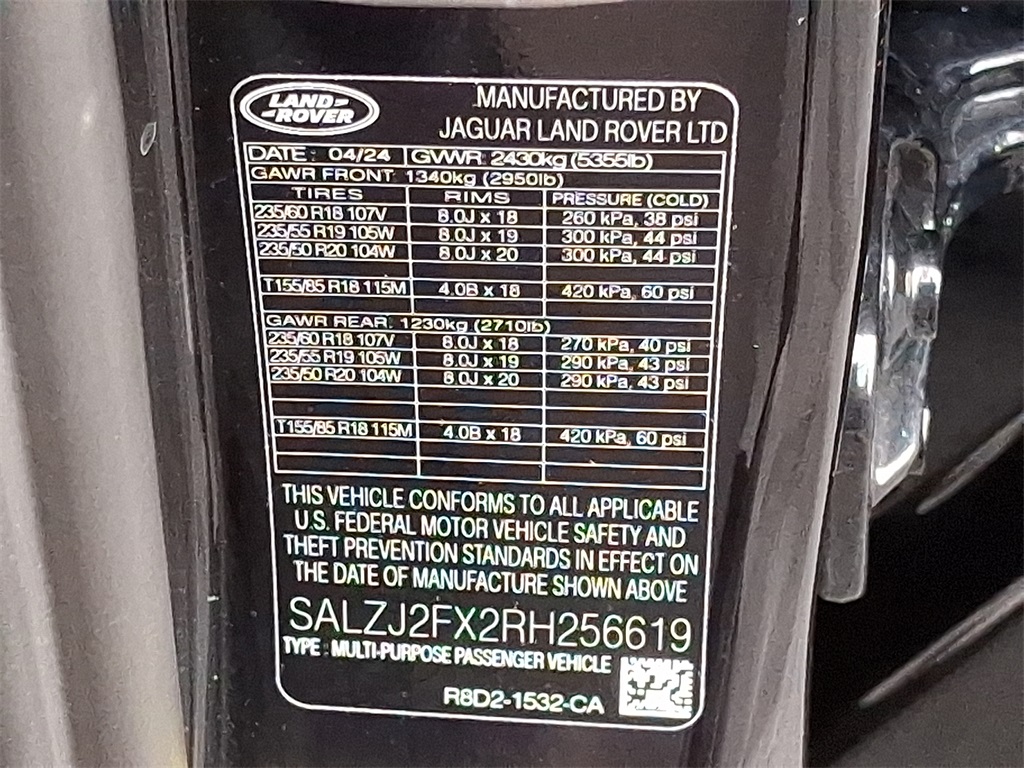 LAND
ROVER
MANUFACTURED BY
JAGUAR LAND ROVER LTD
DATE: 04/24 GVWR 2430kg (5355lb)
GAWR FRONT 1340kg (2950lb)
TIRES RIMS PRESSURE (COLD)
235/60 R18 107V 8.0J x 18 260 kPa, 38 psi
235/55 R19 105W 8.0J x 19 300 kPa, 44 psi
235/50 R20 104W 8.0J x 20 300 kPa, 44 psi
T155/85 R18 115M 4.0B x 18 420 kPa, 60 psi
GAWR REAR 1230kg (2710lb)
235/60 R18 107V 8.0J x 18 270 kPa, 40 psi
235/55 R19 105W 8.0J x 19 290 kPa, 43 psi
235/50 R20 104W 8.0J x 20 290 kPa, 43 psi
T155/85 R18 115M 4.0B x 18 420 kPa, 60 psi
THIS VEHICLE CONFORMS TO ALL APPLICABLE
U.S. FEDERAL MOTOR VEHICLE SAFETY AND
THEFT PREVENTION STANDARDS IN EFFECT ON
THE DATE OF MANUFACTURE SHOWN ABOVE
SALZJ2FX2RH256619
TYPE : MULTI-PURPOSE PASSENGER VEHICLE
R8D2-1532-CA